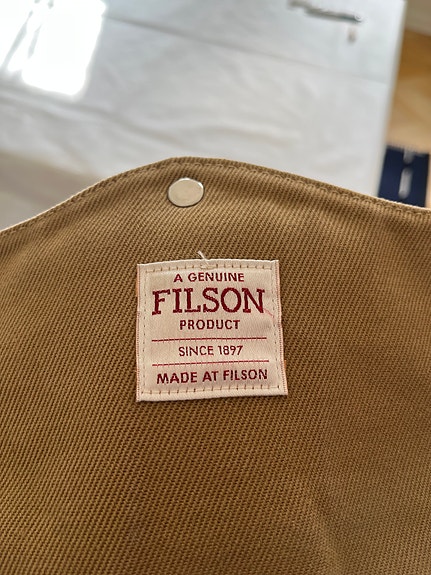 A GENUINE
FILSON
PRODUCT
SINCE 1897
MADE AT FILSON